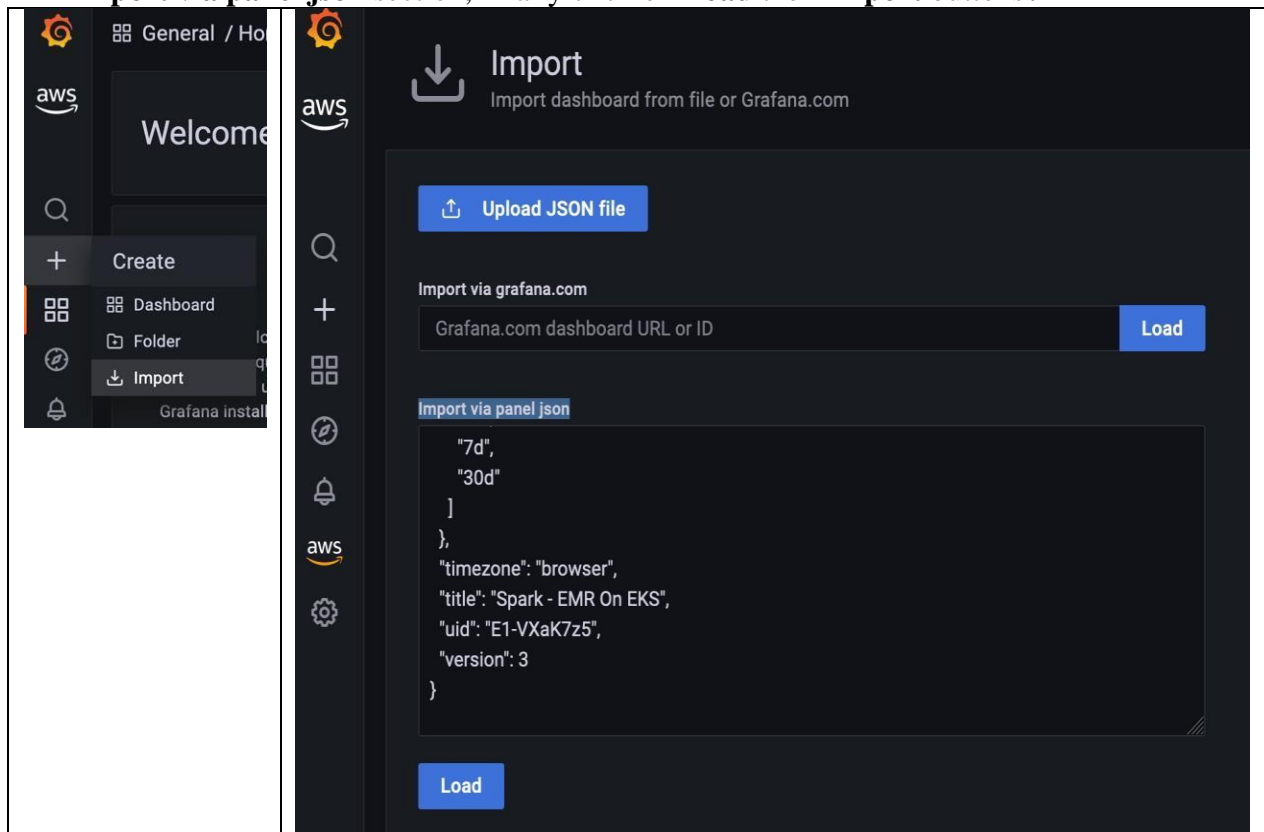 aws
General / Ho
Welcome
Create
Dashboard
Folder
Import
Grafana install
aws
Import
Import dashboard from file or Grafana.com
Upload JSON file
Import via grafana.com
Grafana.com dashboard URL or ID
Load
Import via panel json
"7d",
"30d"
]
},
"timezone": "browser",
"title": "Spark - EMR On EKS",
"uid": "E1-VXaK7z5",
"version": 3
}
aws
Load